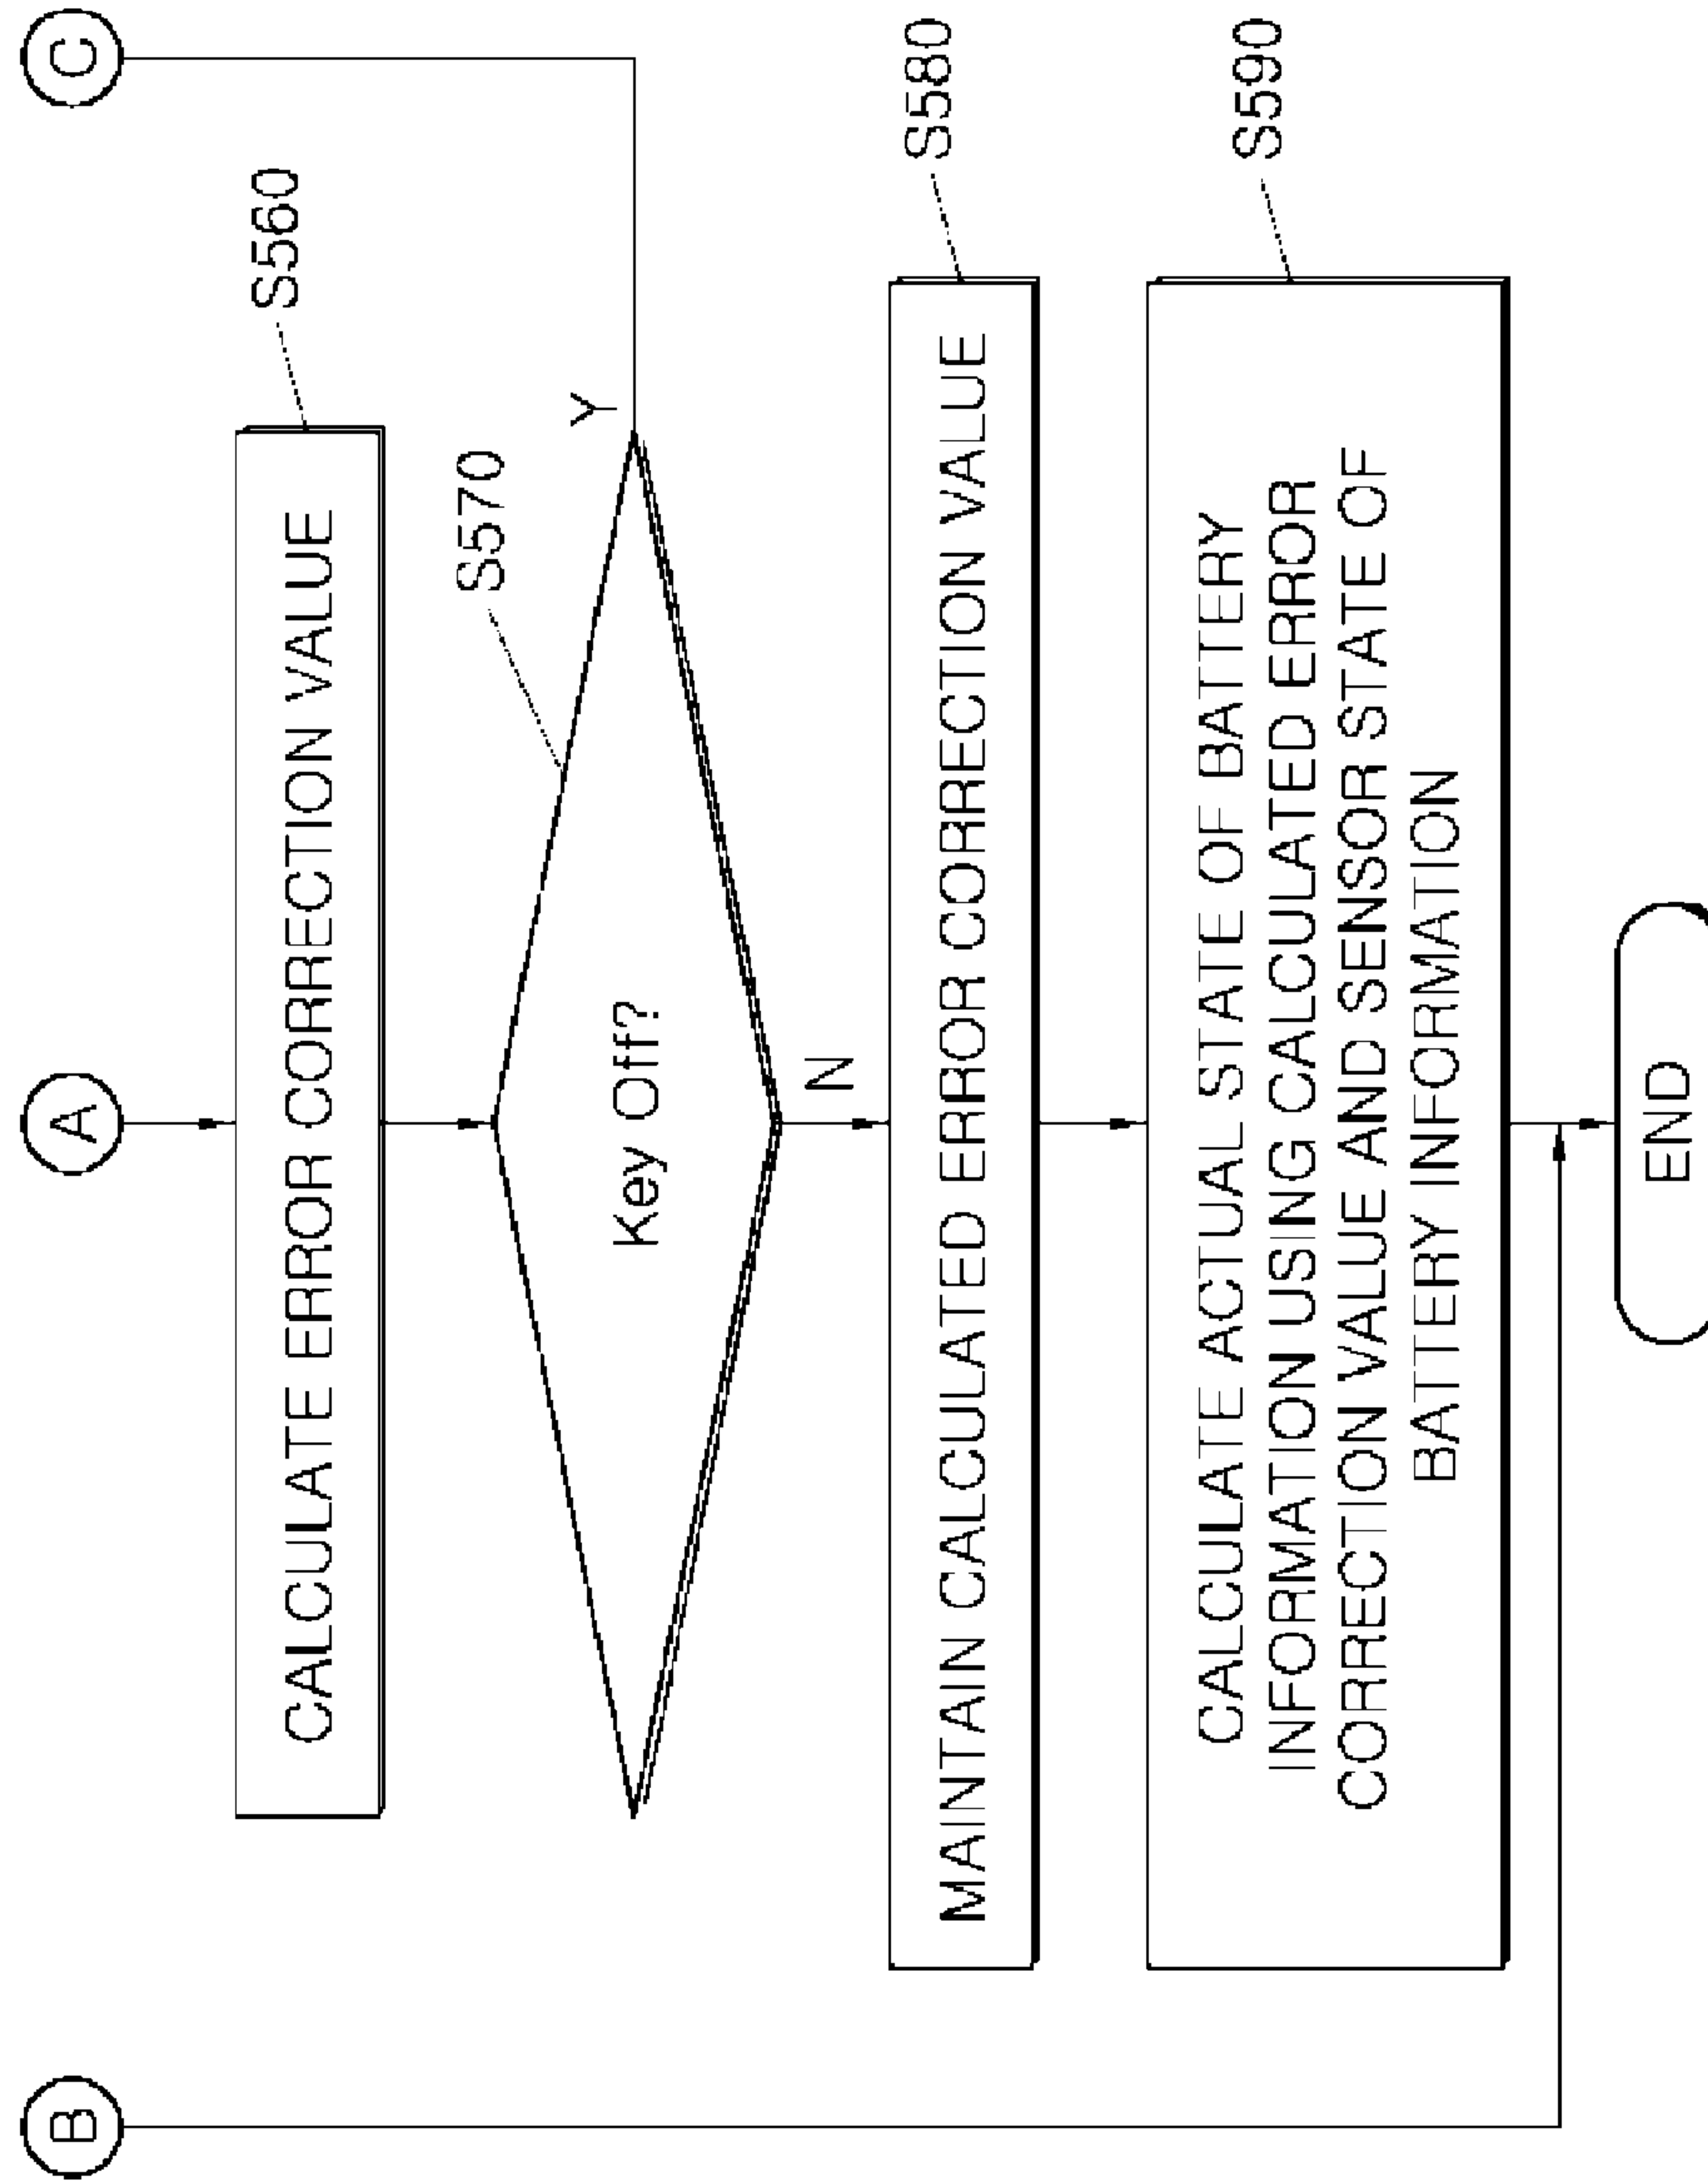 B
A
C
CALCULATE ERROR CORRECTION VALUE
S560
S570
Key Off?
Y
N
MAINTAIN CALCULATED ERROR CORRECTION VALUE
S580
CALCULATE ACTUAL STATE OF BATTERY
INFORMATION USING CALCULATED ERROR
CORRECTION VALUE AND SENSOR STATE OF
BATTERY INFORMATION
S590
END